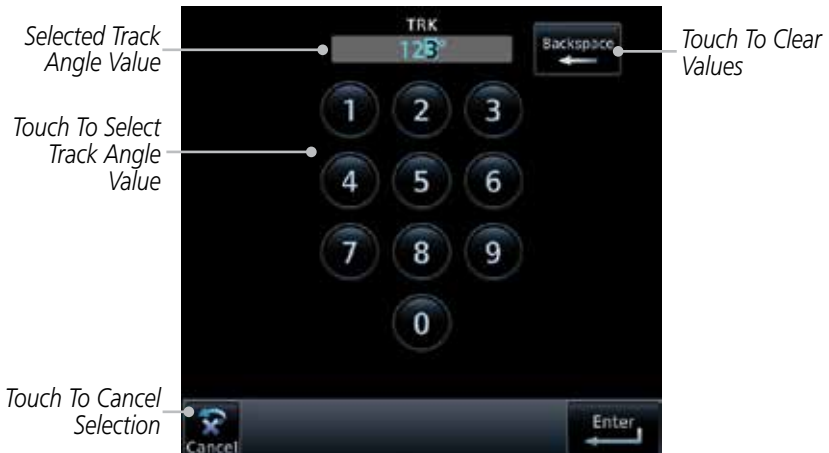 Selected Track
Angle Value
TRK
123°
Backspace
Touch To Clear
Values
Touch To Select
Track Angle
Value
1 2 3
4 5 6
7 8 9
0
Touch To Cancel
Selection
Cancel
Enter